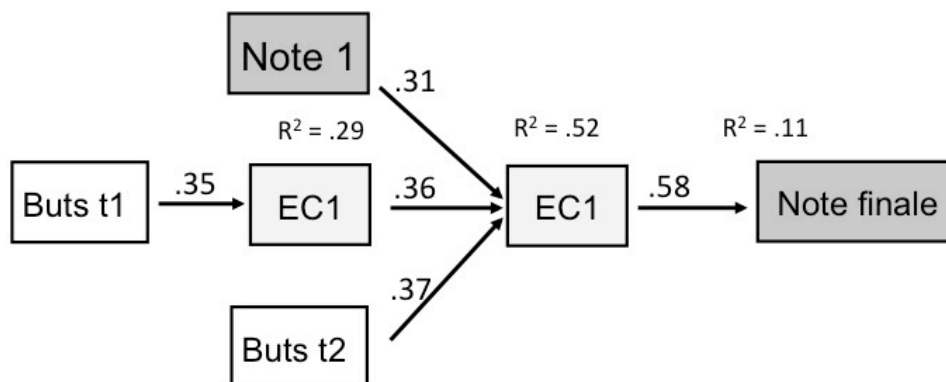 Note 1
.31
R² = .29
R² = .52
R² = .11
Buts t1
.35
EC1
.36
EC1
.58
Note finale
.37
Buts t2